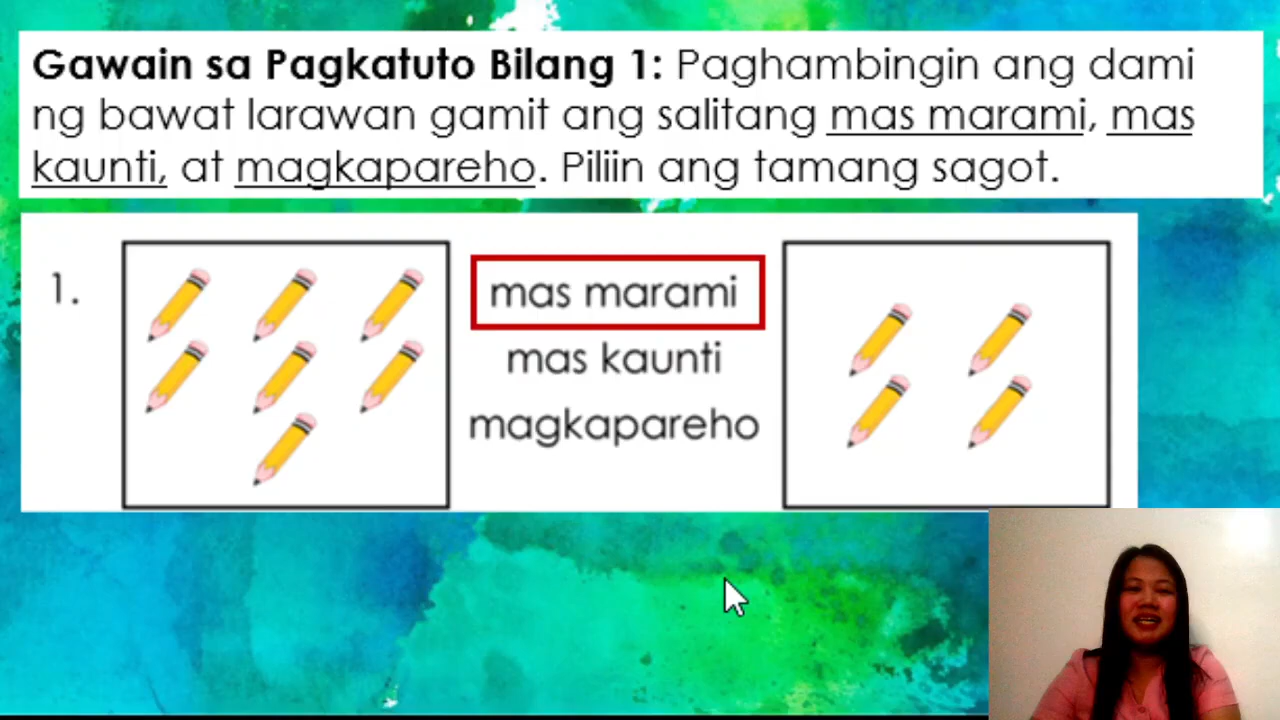 Gawain sa Pagkatuto Bilang 1: Paghambingin ang dami
ng bawat larawan gamit ang salitang mas marami, mas
kaunti, at magkapareho. Piliin ang tamang sagot.
1.
mas marami
mas kaunti
magkapareho